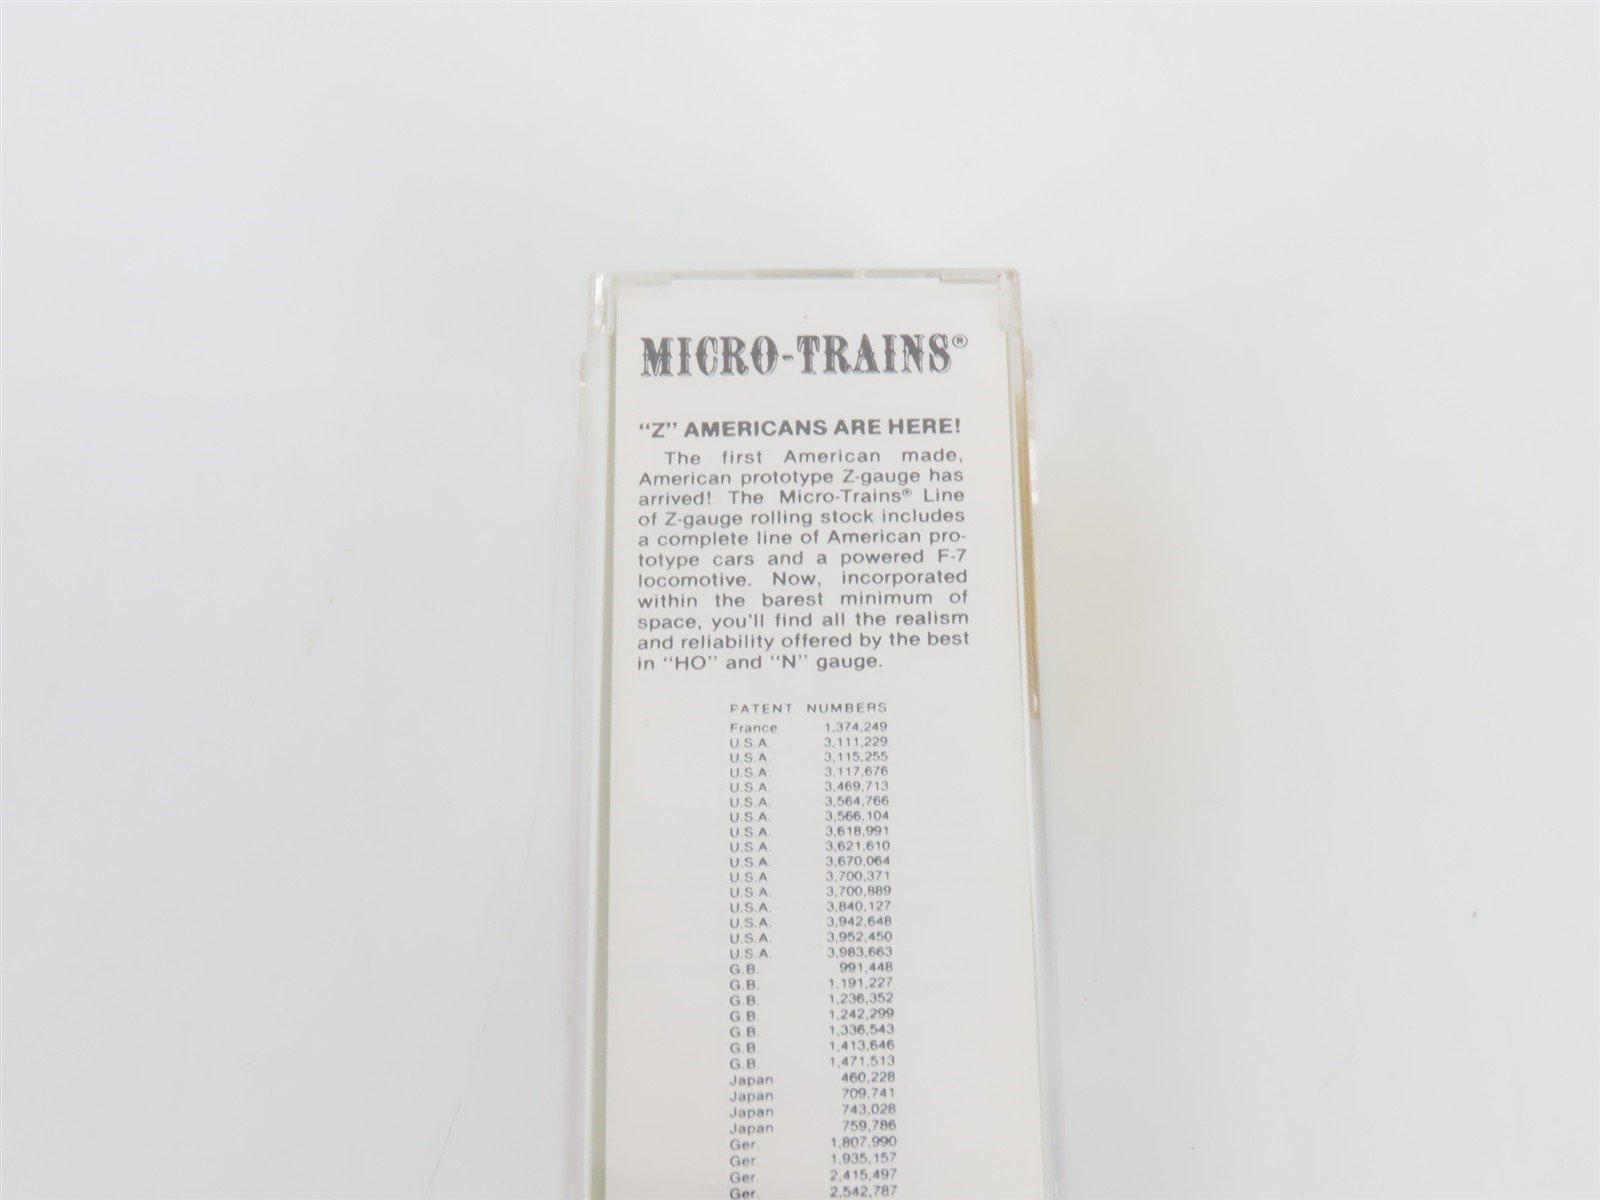 MICRO-TRAINS®
"Z" AMERICANS ARE HERE!
The first American made,
American prototype Z-gauge has
arrived! The Micro-Trains® Line
of Z-gauge rolling stock includes
a complete line of American pro-
totype cars and a powered F-7
locomotive. Now, incorporated
within the barest minimum of
space, you'll find all the realism
and reliability offered by the best
in "HO" and "N" gauge.
PATENT NUMBERS
France 1,374,249
U.S.A. 3,111,229
U.S.A. 3,115,255
U.S.A. 3,117,676
U.S.A. 3,469,713
U.S.A. 3,564,766
U.S.A. 3,566,104
U.S.A. 3,618,991
U.S.A. 3,621,610
U.S.A. 3,670,064
U.S.A. 3,700,371
U.S.A. 3,700,889
U.S.A. 3,840,127
U.S.A. 3,942,648
U.S.A. 3,952,450
U.S.A. 3,983,663
G.B. 991,448
G.B. 1,191,227
G.B. 1,236,352
G.B. 1,242,299
G.B. 1,336,543
G.B. 1,413,646
G.B. 1,471,513
Japan 460,228
Japan 709,741
Japan 743,028
Japan 759,786
Ger. 1,807,990
Ger. 1,935,157
Ger. 2,415,497
Ger. 2,542,787